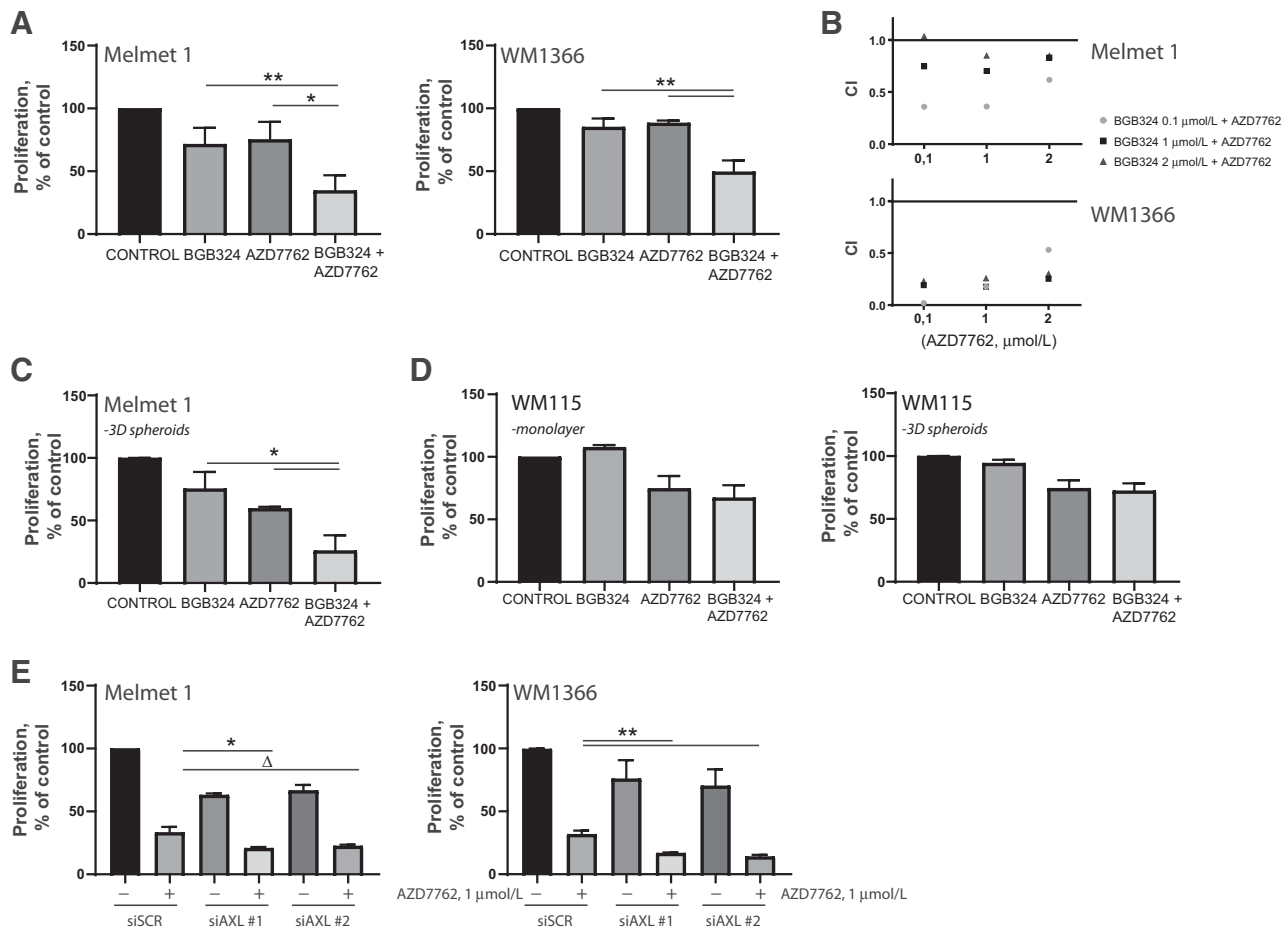 A
Melmet 1
150
100
50
0
Proliferation,
% of control
**
*
CONTROL BGB324 AZD7762 BGB324 +
AZD7762
WM1366
150
100
50
0
Proliferation,
% of control
**
CONTROL BGB324 AZD7762 BGB324 +
AZD7762
B
Melmet 1
1.0
0.5
0.0
CI
0,1 1 2
BGB324 0.1 μmol/L + AZD7762
BGB324 1 μmol/L + AZD7762
BGB324 2 μmol/L + AZD7762
WM1366
1.0
0.5
0.0
CI
0,1 1 2
(AZD7762, μmol/L)
C
Melmet 1
-3D spheroids
150
100
50
0
Proliferation,
% of control
*
CONTROL BGB324 AZD7762 BGB324 +
AZD7762
D
WM115
-monolayer
150
100
50
0
Proliferation,
% of control
CONTROL BGB324 AZD7762 BGB324 +
AZD7762
WM115
-3D spheroids
150
100
50
0
Proliferation,
% of control
CONTROL BGB324 AZD7762 BGB324 +
AZD7762
E
Melmet 1
150
100
50
0
Proliferation,
% of control
*
Δ
− + − + − + AZD7762, 1 μmol/L
siSCR siAXL #1 siAXL #2
WM1366
150
100
50
0
Proliferation,
% of control
**
− + − + − + AZD7762, 1 μmol/L
siSCR siAXL #1 siAXL #2